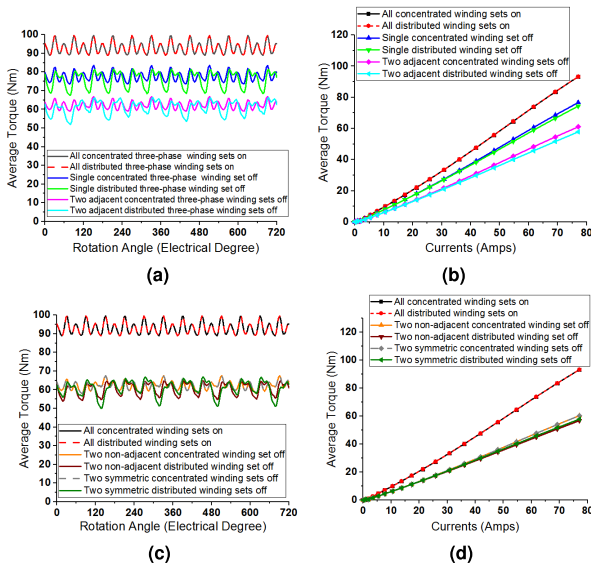 100
90
80
70
60
50
40
30
20
10
0
Average Torque (Nm)
All concentrated three-phase winding sets on
All distributed three-phase winding sets on
Single concentrated three-phase winding set off
Single distributed three-phase winding set off
Two adjacent concentrated three-phase winding sets off
Two adjacent distributed three-phase winding sets off
0 60 120 180 240 300 360 420 480 540 600 660 720
Rotation Angle (Electrical Degree)
(a)
All concentrated winding sets on
All distributed winding sets on
Single concentrated winding set off
Single distributed winding set off
Two adjacent concentrated winding sets off
Two adjacent distributed winding sets off
120
100
80
60
40
20
0
Average Torque (Nm)
0 10 20 30 40 50 60 70 80
Currents (Amps)
(b)
100
90
80
70
60
50
40
30
20
10
0
Average Torque (Nm)
All concentrated winding sets on
All distributed winding sets on
Two non-adjacent concentrated winding set off
Two non-adjacent distributed winding set off
Two symmetric concentrated winding sets off
Two symmetric distributed winding sets off
0 60 120 180 240 300 360 420 480 540 600 660 720
Rotation Angle (Electrical Degree)
(c)
All concentrated winding sets on
All distributed winding sets on
Two non-adjacent concentrated winding set off
Two non-adjacent distributed winding set off
Two symmetric concentrated winding sets off
Two symmetric distributed winding sets off
120
100
80
60
40
20
0
Average Torque (Nm)
0 10 20 30 40 50 60 70 80
Currents (Amps)
(d)